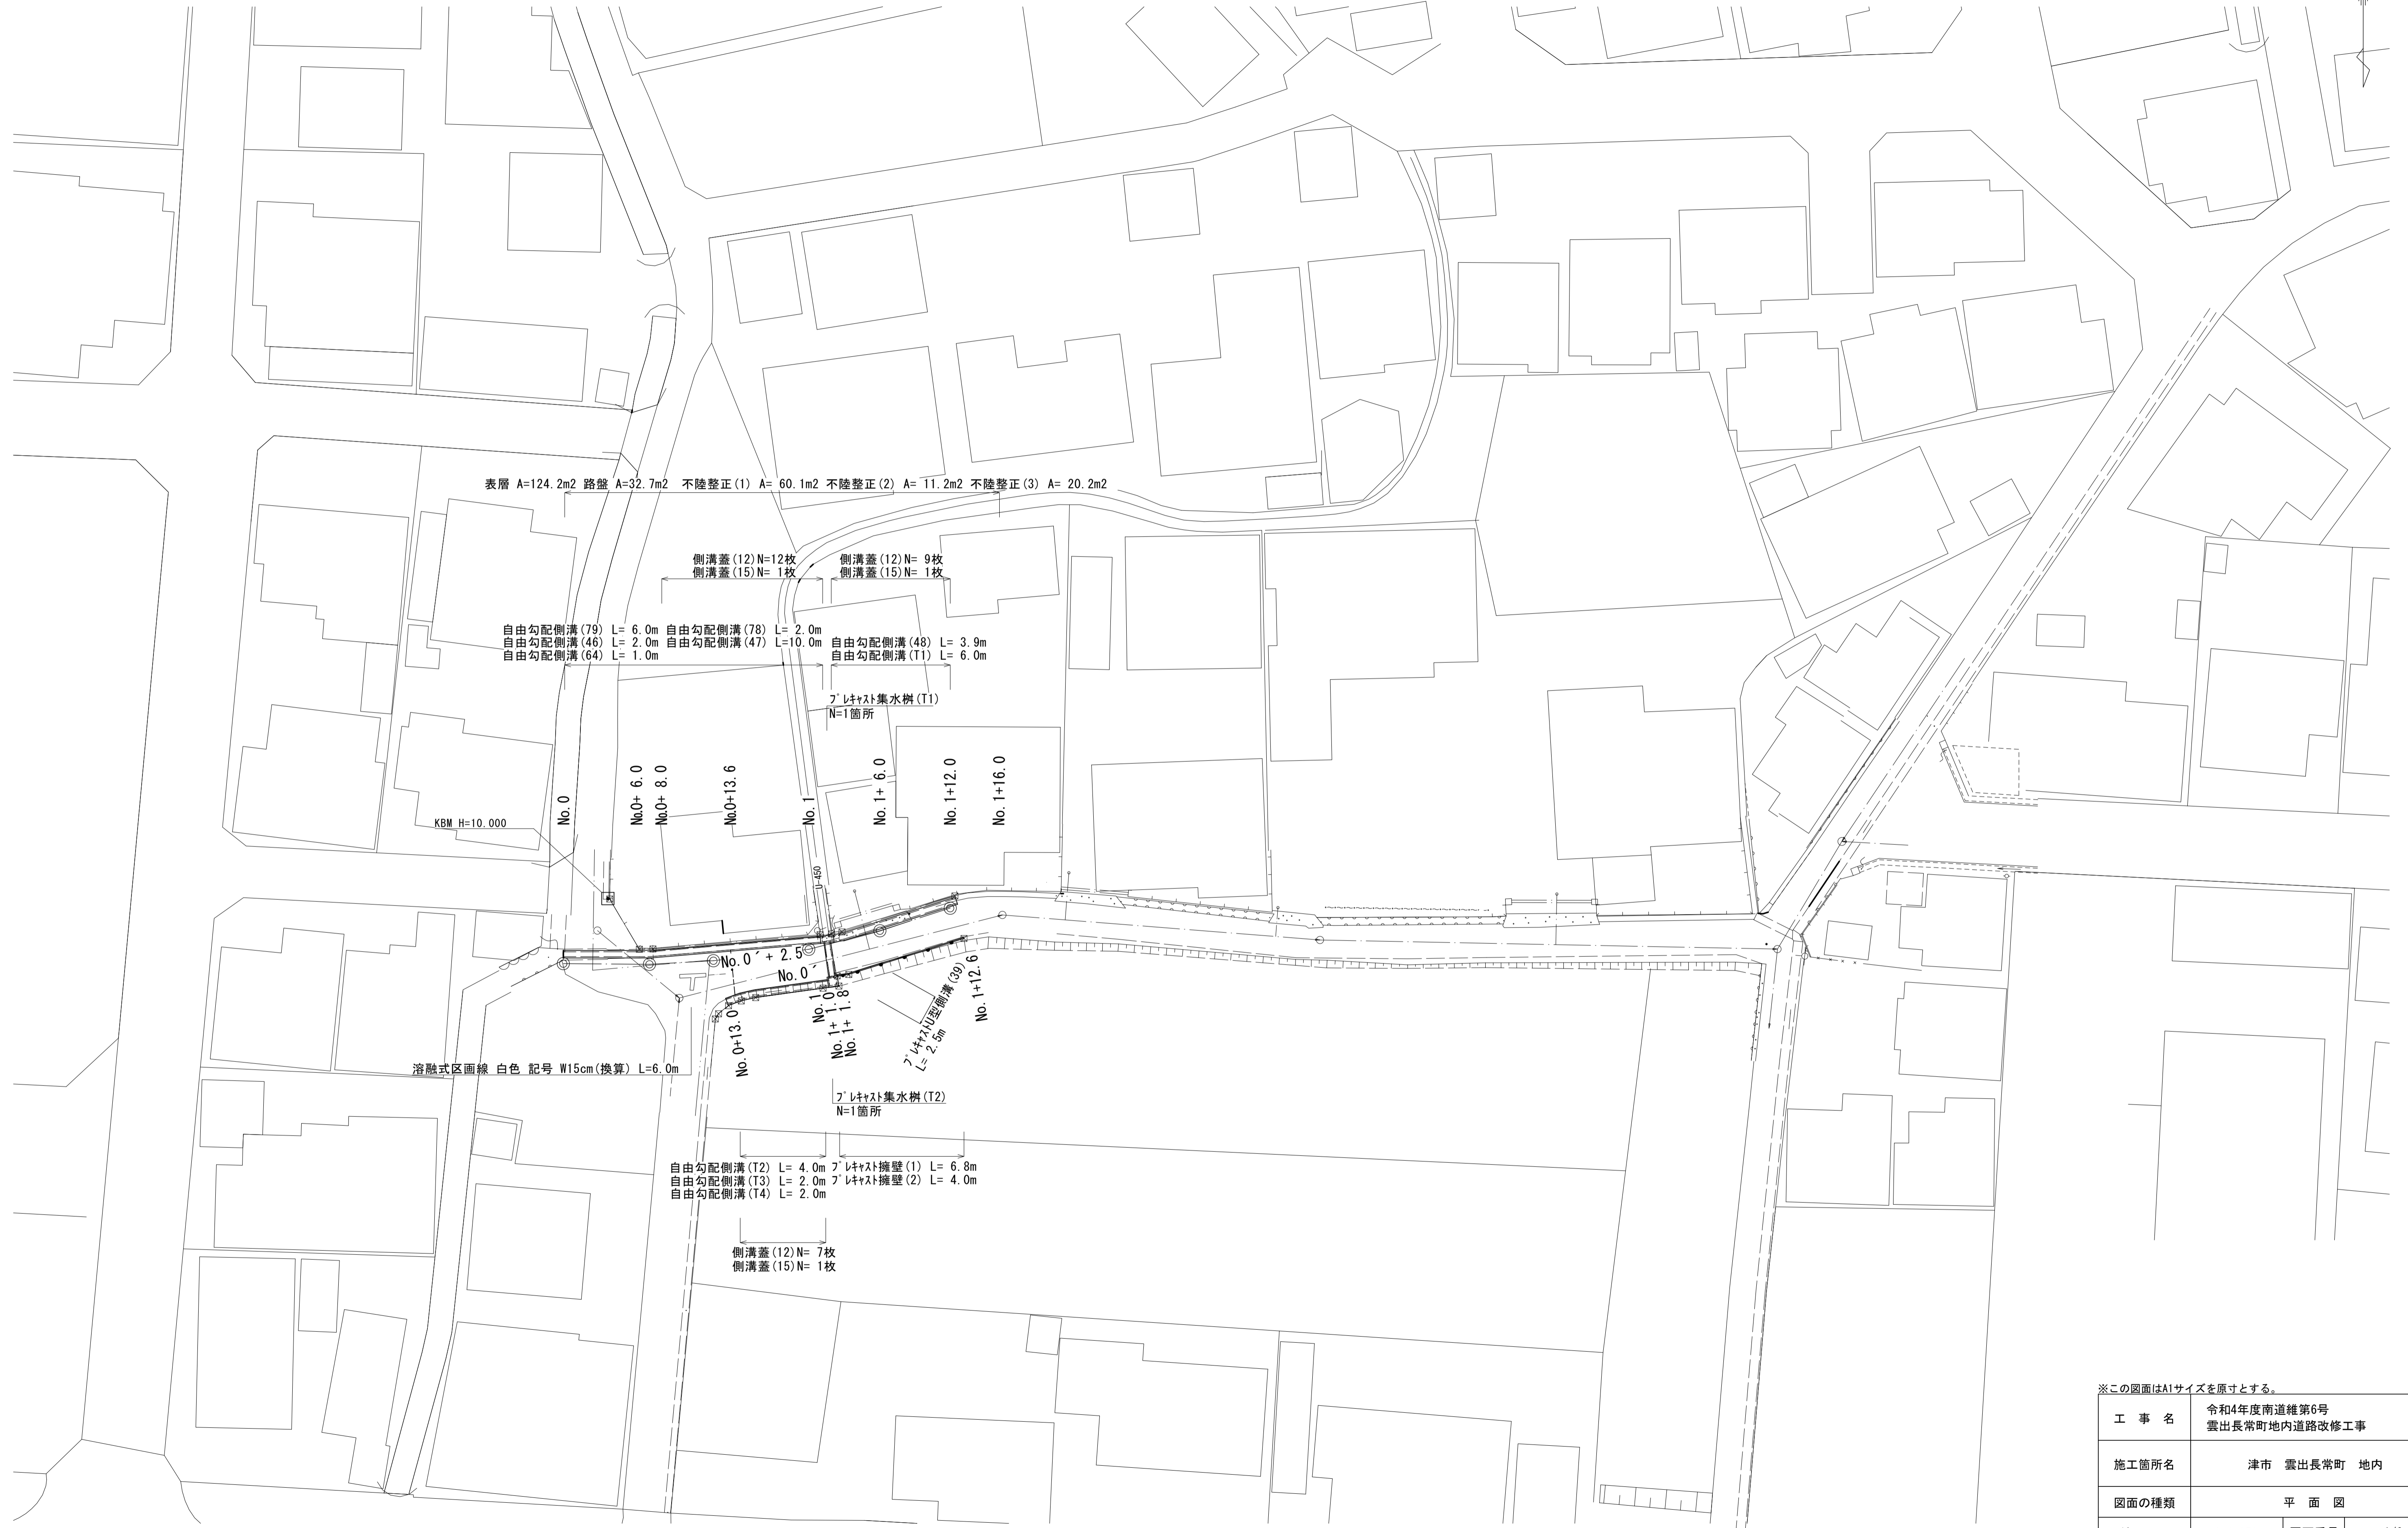 表層 A=124.2m2 路盤 A=32.7m2 不陸整正(1) A= 60.1m2 不陸整正(2) A= 11.2m2 不陸整正(3) A= 20.2m2
側溝蓋(12)N=12枚
側溝蓋(15)N= 1枚
側溝蓋(12)N= 9枚
側溝蓋(15)N= 1枚
自由勾配側溝(79) L= 6.0m 自由勾配側溝(78) L= 2.0m
自由勾配側溝(46) L= 2.0m 自由勾配側溝(47) L=10.0m
自由勾配側溝(64) L= 1.0m
自由勾配側溝(48) L= 3.9m
自由勾配側溝(T1) L= 6.0m
プレキャスト集水桝(T1)
N=1箇所
No.0
No.0+ 6.0
No.0+ 8.0
No.0+13.6
No.1
No.1+ 6.0
No.1+12.0
No.1+16.0
KBM H=10.000
U-450
No.0´+ 2.5
No.0´
No.0+13.0
No.1
No.1+ 1.0
No.1+ 1.8
プレキャストU型側溝(39)
L= 2.5m
No.1+12.6
溶融式区画線 白色 記号 W15cm(換算) L=6.0m
プレキャスト集水桝(T2)
N=1箇所
自由勾配側溝(T2) L= 4.0m
自由勾配側溝(T3) L= 2.0m
自由勾配側溝(T4) L= 2.0m
プレキャスト擁壁(1) L= 6.8m
プレキャスト擁壁(2) L= 4.0m
側溝蓋(12)N= 7枚
側溝蓋(15)N= 1枚
※この図面はA1サイズを原寸とする。
工 事 名
令和4年度南道維第6号
雲出長常町地内道路改修工事
施工箇所名
津市 雲出長常町 地内
図面の種類
平 面 図